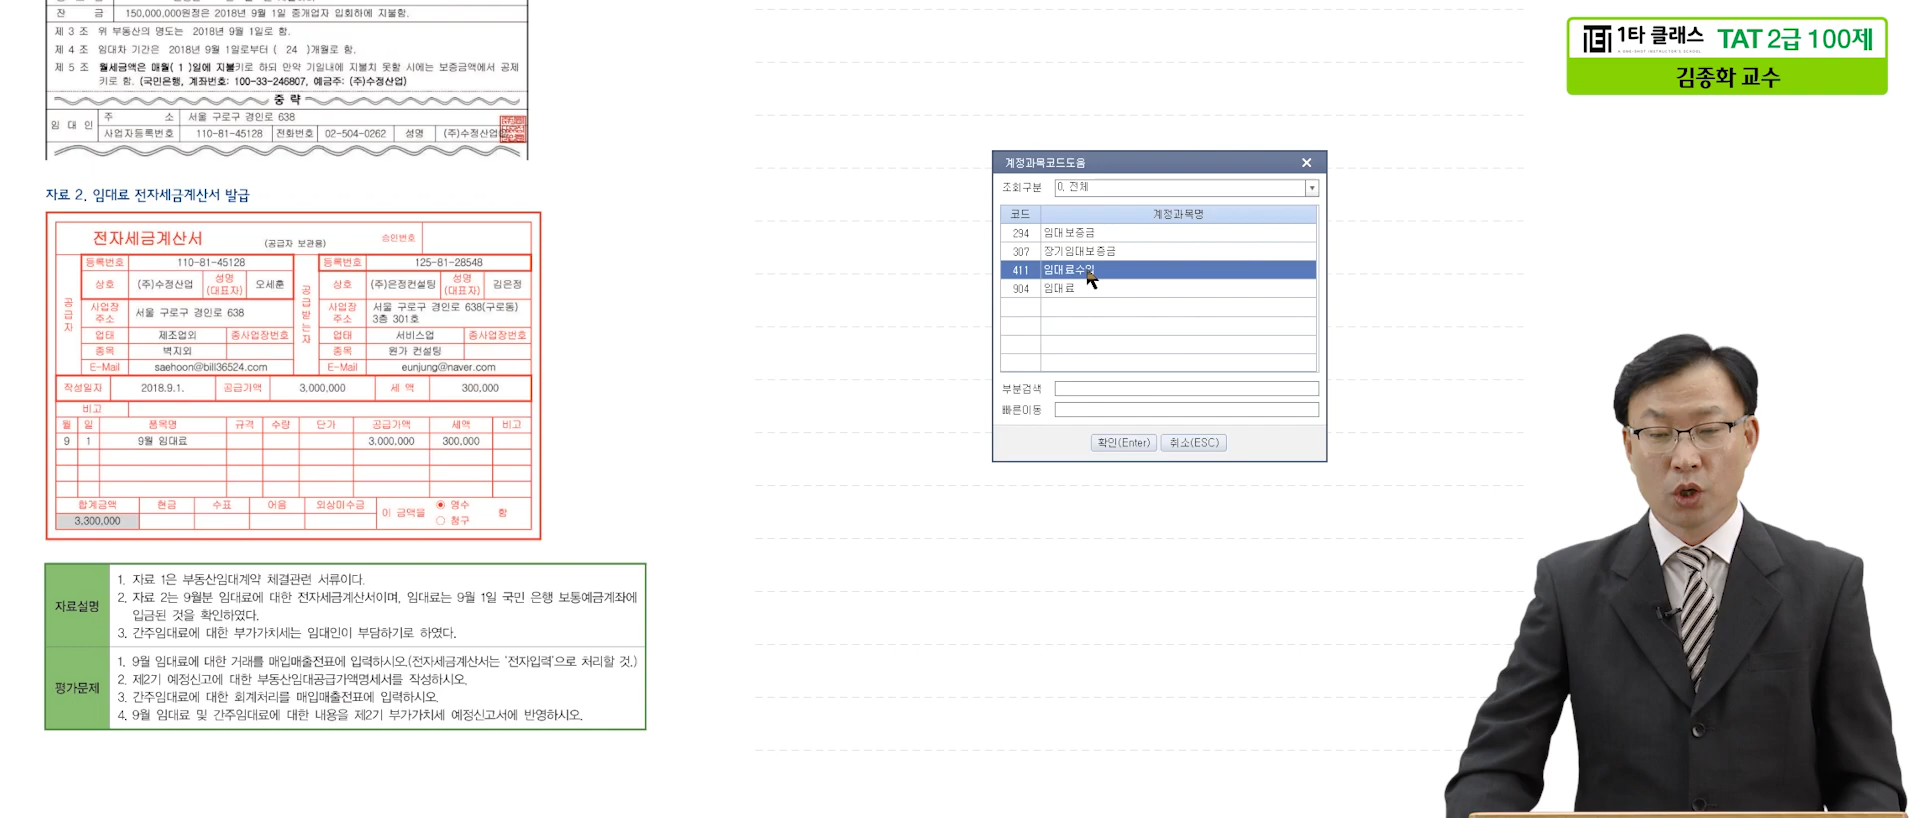 잔 금 150,000,000원정은 2018년 9월 1일 중개업자 입회하에 지불함.
제 3 조 위 부동산의 명도는 2018년 9월 1일로 함.
제 4 조 임대차 기간은 2018년 9월 1일로부터 ( 24 )개월로 함.
제 5 조 월세금액은 매월( 1 )일에 지불키로 하되 만약 기일내에 지불치 못할 시에는 보증금액에서 공제
키로 함. (국민은행, 계좌번호: 100-33-246807, 예금주: (주)수정산업)
중 략
임 대 인 주 소 서울 구로구 경인로 638
사업자등록번호 110-81-45128 전화번호 02-504-0262 성명 (주)수정산업
자료 2. 임대료 전자세금계산서 발급
전자세금계산서 (공급자 보관용) 승인번호
공급자 등록번호 110-81-45128 공급받는자 등록번호 125-81-28548
상호 (주)수정산업 성명(대표자) 오세훈 상호 (주)은정컨설팅 성명(대표자) 김은정
사업장주소 서울 구로구 경인로 638 사업장주소 서울 구로구 경인로 638(구로동)
3층 301호
업태 제조업외 종사업장번호 업태 서비스업 종사업장번호
종목 벽지외 종목 원가 컨설팅
E-Mail saehoon@bill36524.com E-Mail eunjung@naver.com
작성일자 2018.9.1. 공급가액 3,000,000 세 액 300,000
비고
월 일 품목명 규격 수량 단가 공급가액 세액 비고
9 1 9월 임대료 3,000,000 300,000
합계금액 현금 수표 어음 외상미수금 이 금액을 영수 함
3,300,000 청구
자료설명
1. 자료 1은 부동산임대계약 체결관련 서류이다.
2. 자료 2는 9월분 임대료에 대한 전자세금계산서이며, 임대료는 9월 1일 국민 은행 보통예금계좌에
입금된 것을 확인하였다.
3. 간주임대료에 대한 부가가치세는 임대인이 부담하기로 하였다.
평가문제
1. 9월 임대료에 대한 거래를 매입매출전표에 입력하시오.(전자세금계산서는 '전자입력'으로 처리할 것.)
2. 제2기 예정신고에 대한 부동산임대공급가액명세서를 작성하시오.
3. 간주임대료에 대한 회계처리를 매입매출전표에 입력하시오.
4. 9월 임대료 및 간주임대료에 대한 내용을 제2기 부가가치세 예정신고서에 반영하시오.
계정과목코드도움
조회구분 0. 전체
코드 계정과목명
294 임대보증금
307 장기임대보증금
411 임대료수입
904 임대료
부분검색
빠른이동
확인(Enter) 취소(ESC)
1타 클래스 TAT 2급 100제
김종화 교수